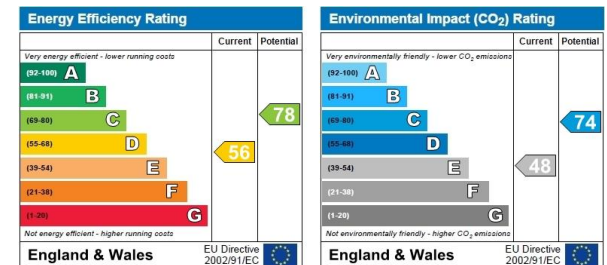 Energy Efficiency Rating
Current Potential
Very energy efficient - lower running costs
(92-100) A
(81-91) B
(69-80) C
78
(55-68) D
56
(39-54) E
(21-38) F
(1-20) G
Not energy efficient - higher running costs
England & Wales
EU Directive
2002/91/EC
Environmental Impact (CO₂) Rating
Current Potential
Very environmentally friendly - lower CO₂ emissions
(92-100) A
(81-91) B
(69-80) C
74
(55-68) D
(39-54) E
48
(21-38) F
(1-20) G
Not environmentally friendly - higher CO₂ emissions
England & Wales
EU Directive
2002/91/EC